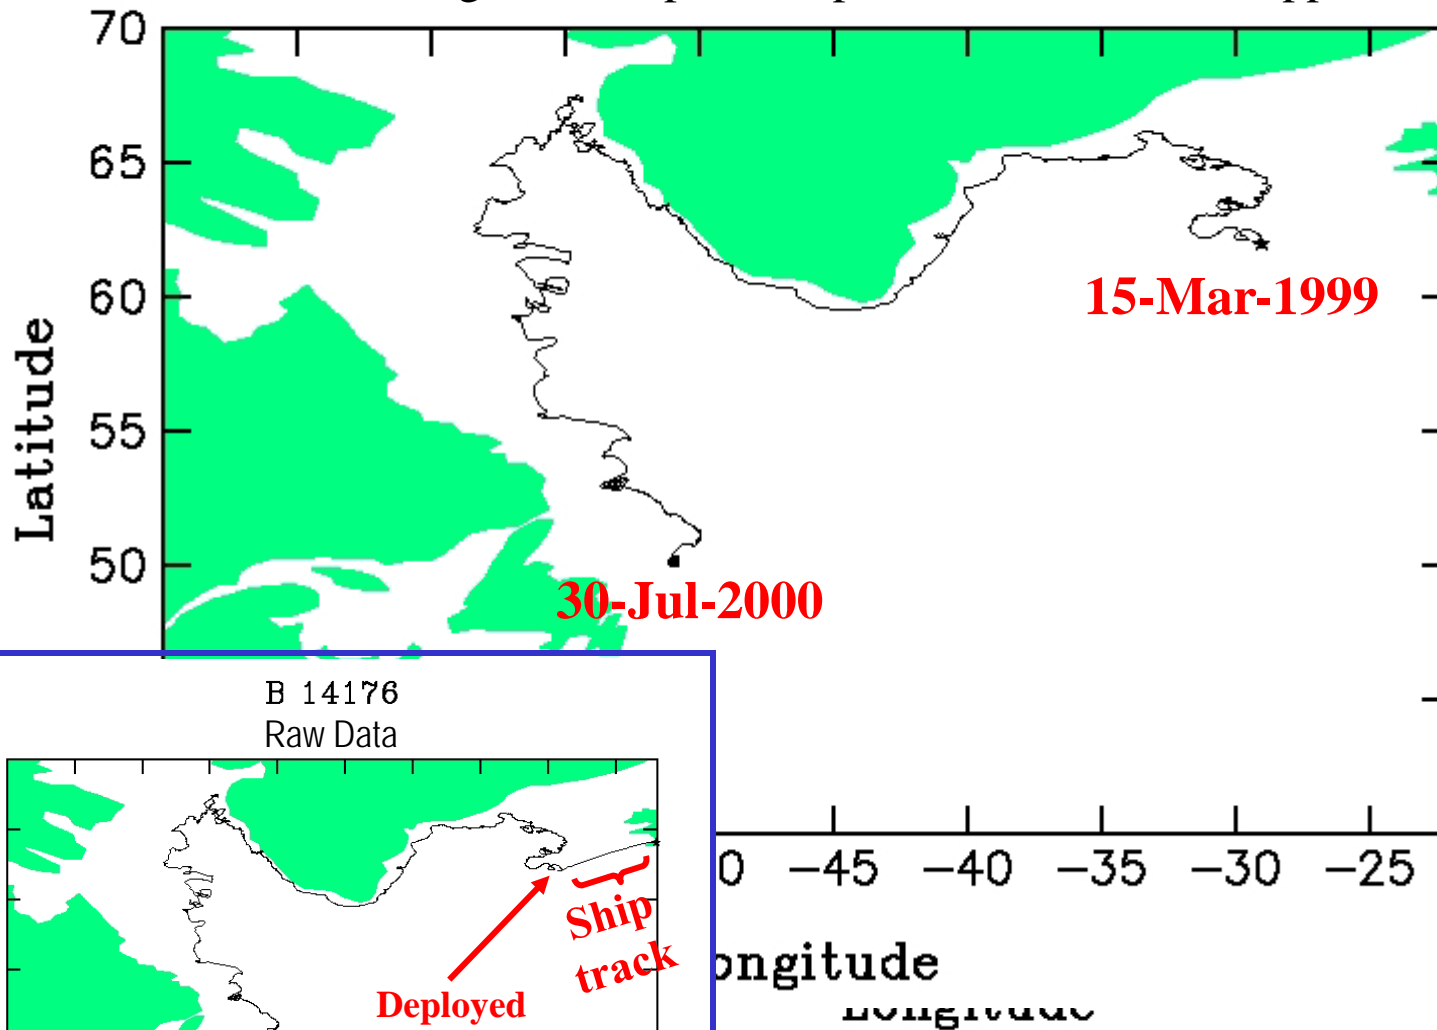 70
65
60
55
50
Latitude
15-Mar-1999
30-Jul-2000
B 14176
Raw Data
Ship
track
Deployed
0 −45 −40 −35 −30 −25
ongitude